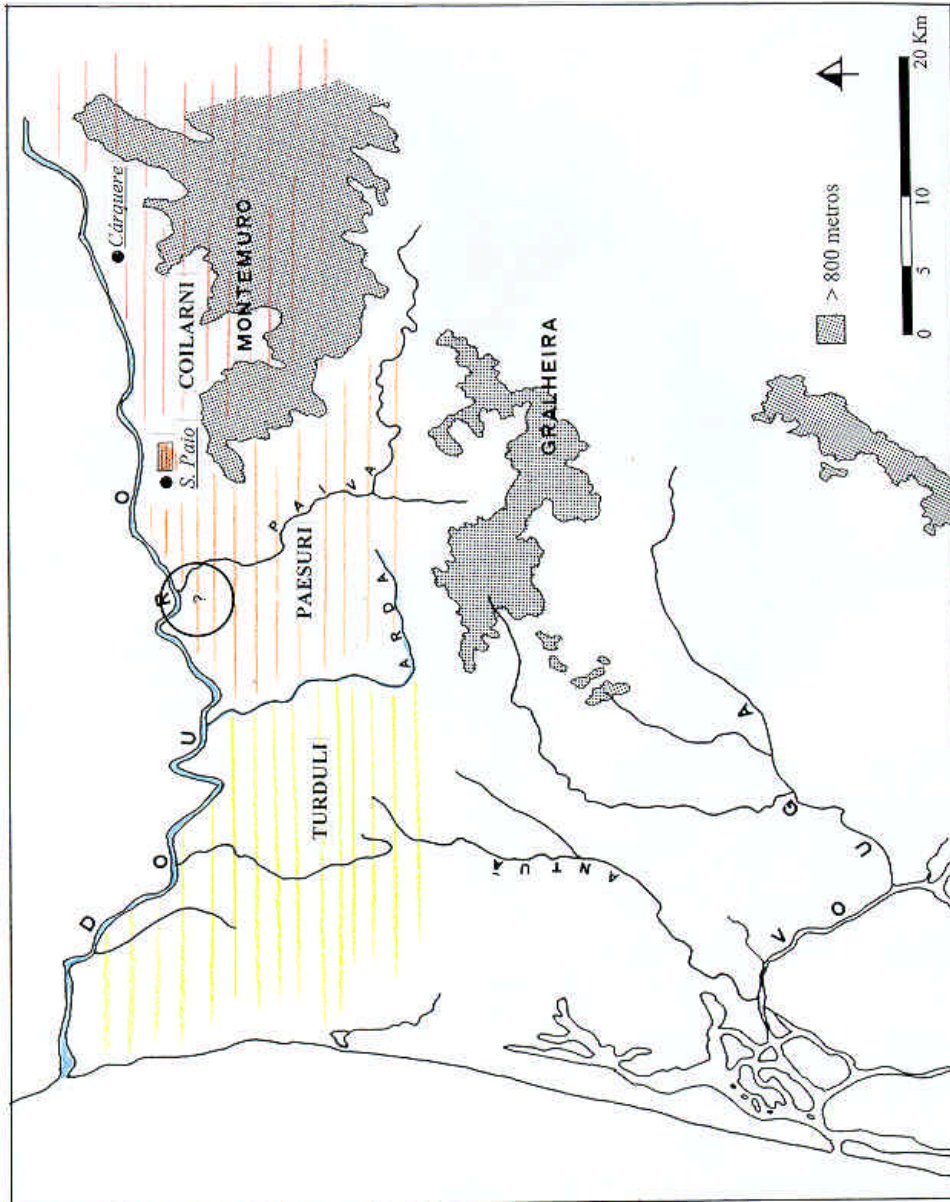 D O U R O
Cárquere
COILARNI
MONTEMURO
S. Paio
?
PAIVA
PAESURI
ARDA
TURDULI
GRALHEIRA
ANTUÃ
VOUGA
> 800 metros
0 5 10 20 Km